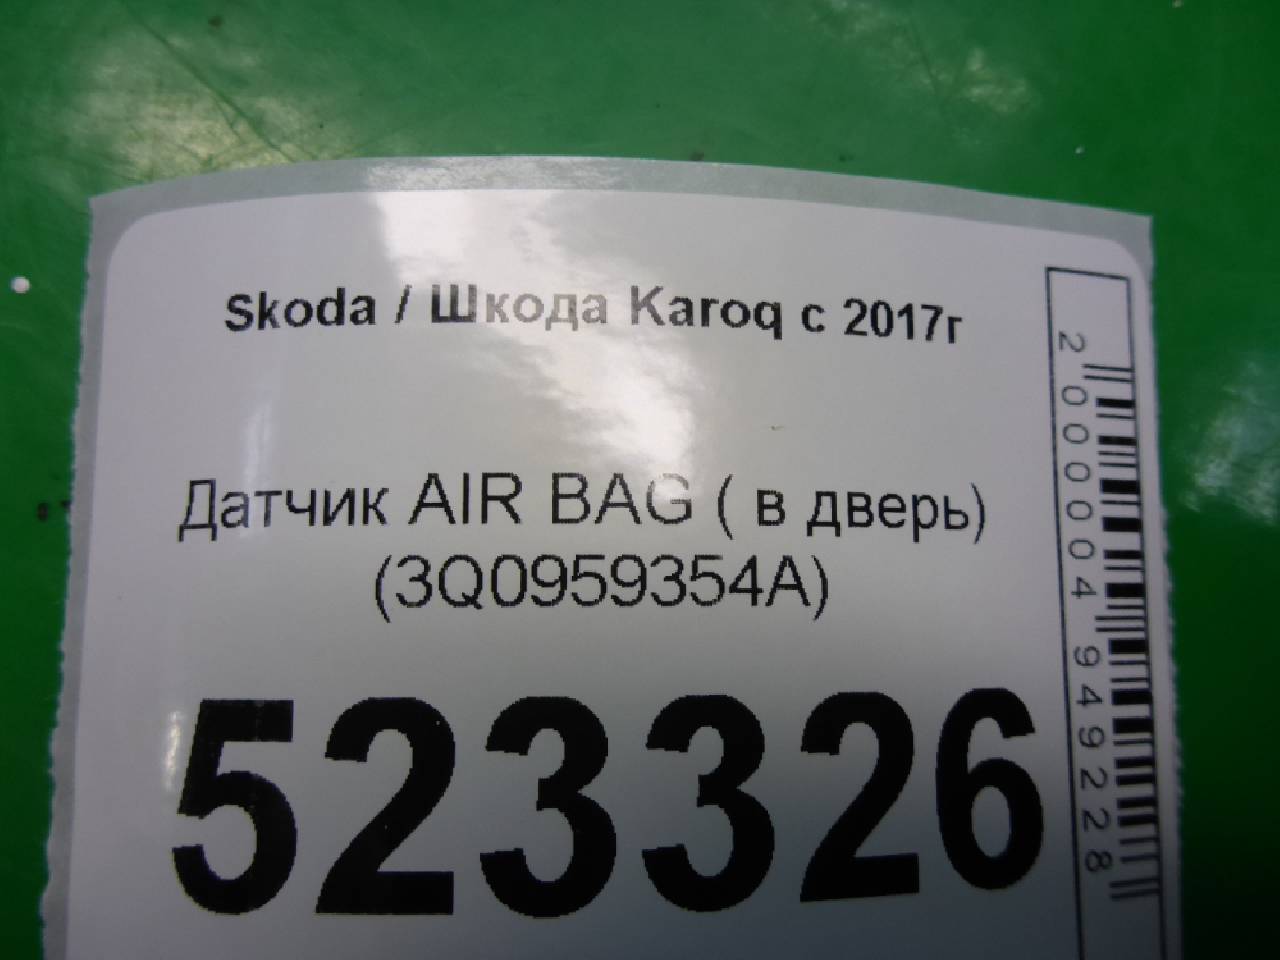 Skoda / Шкода Karoq с 2017г
Датчик AIR BAG ( в дверь)
(3Q0959354A)
523326
2000004949228